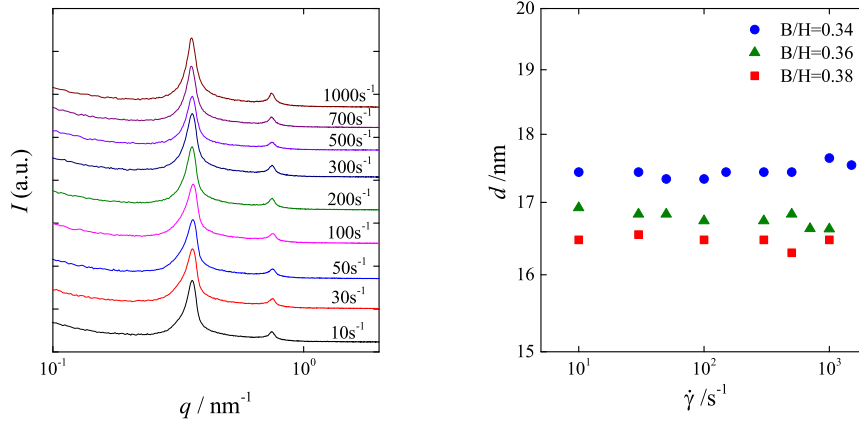 1000s⁻¹
700s⁻¹
500s⁻¹
300s⁻¹
200s⁻¹
100s⁻¹
50s⁻¹
30s⁻¹
10s⁻¹
I (a.u.)
10⁻¹
10⁰
q / nm⁻¹
B/H=0.34
B/H=0.36
B/H=0.38
20
19
18
17
16
15
d /nm
10¹
10²
10³
γ̇ /s⁻¹